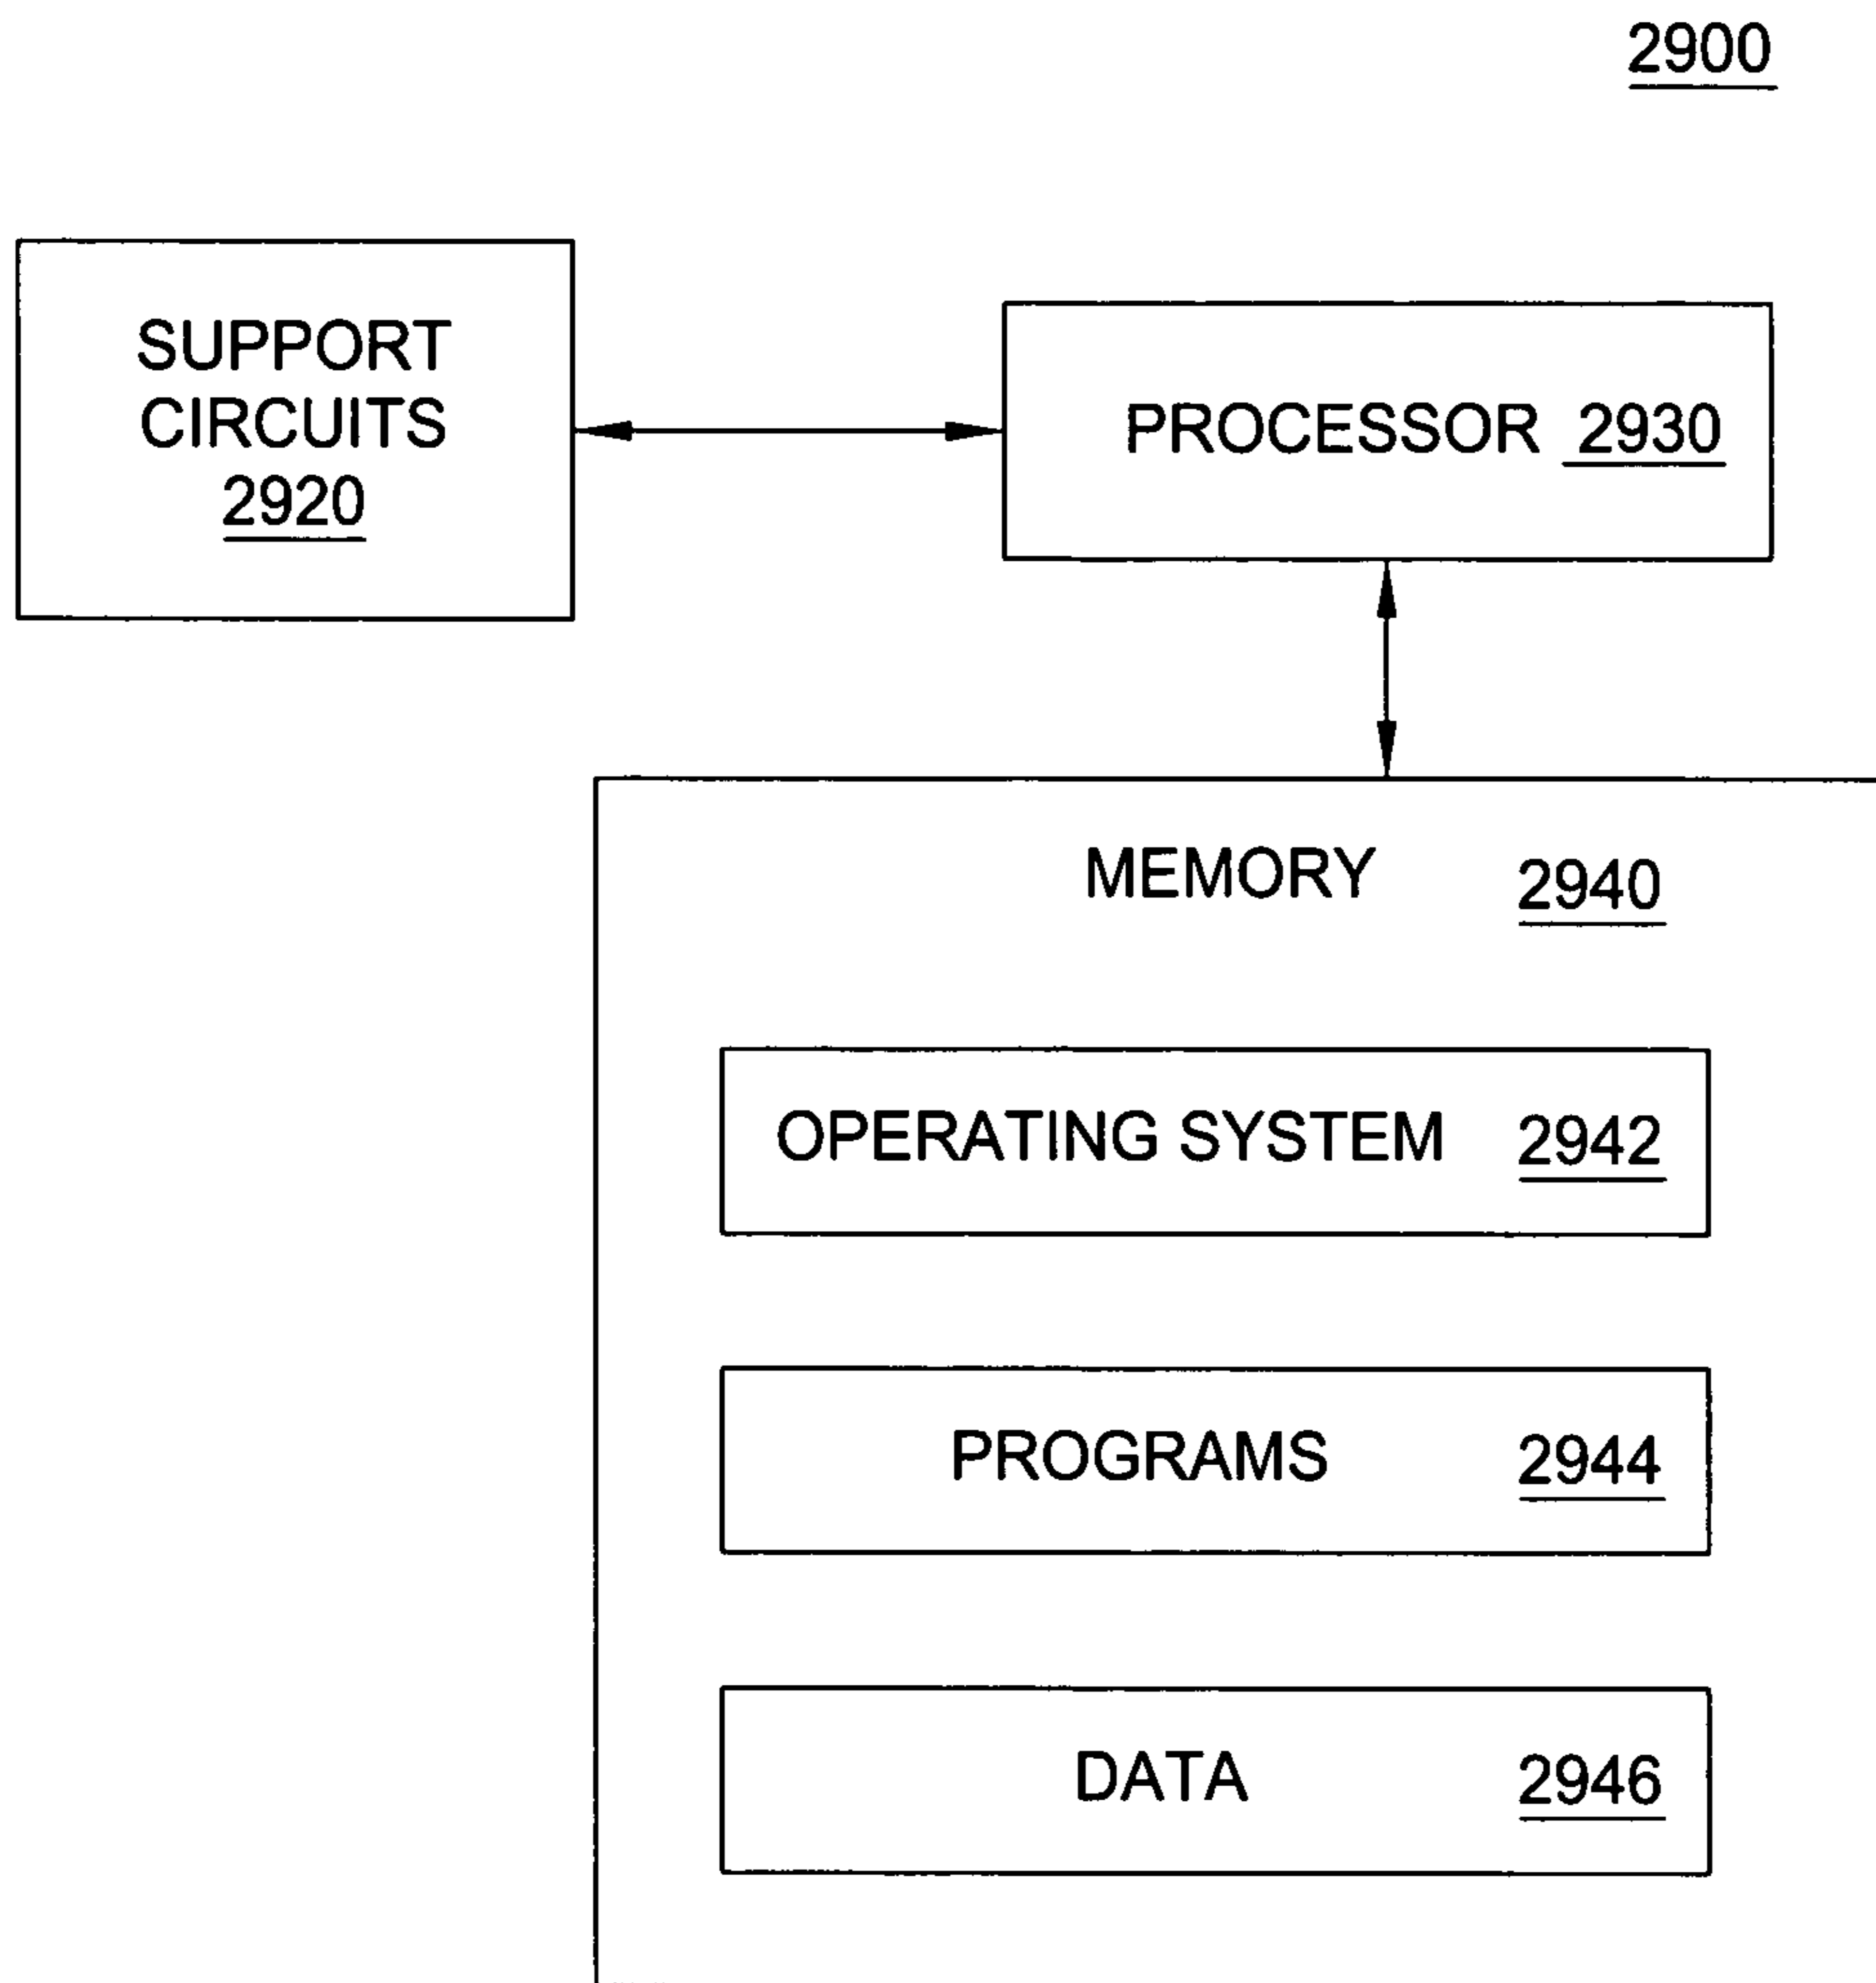 2900
SUPPORT
CIRCUITS
2920
PROCESSOR 2930
MEMORY 2940
OPERATING SYSTEM 2942
PROGRAMS 2944
DATA 2946